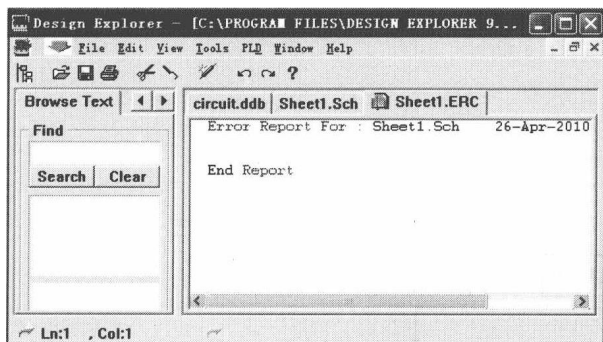 Design Explorer - [C:\PROGRAM FILES\DESIGN EXPLORER 9...
File Edit View Tools PLD Window Help
Browse Text
circuit.ddb Sheet1.Sch Sheet1.ERC
Find
Search Clear
Error Report For : Sheet1.Sch 26-Apr-2010
End Report
Ln:1 , Col:1